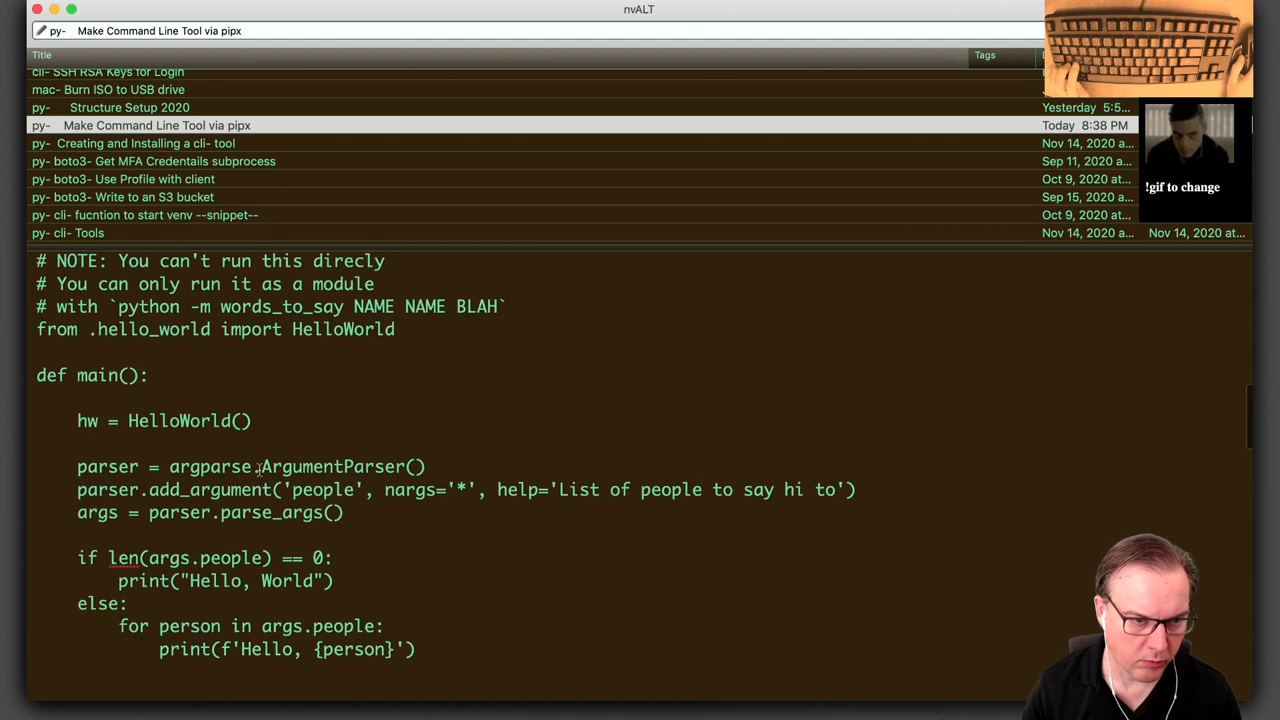 nvALT
py-    Make Command Line Tool via pipx
Title
Tags
cli- SSH RSA Keys for Login
mac- Burn ISO to USB drive
py-    Structure Setup 2020
Yesterday 5:5...
py-    Make Command Line Tool via pipx
Today 8:38 PM
py-  Creating and Installing a cli- tool
Nov 14, 2020 a...
py- boto3- Get MFA Credentails subprocess
Sep 11, 2020 a...
py- boto3- Use Profile with client
Oct 9, 2020 at...
!gif to change
py- boto3- Write to an S3 bucket
Sep 15, 2020 a...
py- cli- fucntion to start venv --snippet--
Oct 9, 2020 at...
py- cli- Tools
Nov 14, 2020 a...
Nov 14, 2020 at...
# NOTE: You can't run this direcly
# You can only run it as a module
# with `python -m words_to_say NAME NAME BLAH`
from .hello_world import HelloWorld
def main():
    hw = HelloWorld()
    parser = argparse.ArgumentParser()
    parser.add_argument('people', nargs='*', help='List of people to say hi to')
    args = parser.parse_args()
    if len(args.people) == 0:
        print("Hello, World")
    else:
        for person in args.people:
            print(f'Hello, {person}')